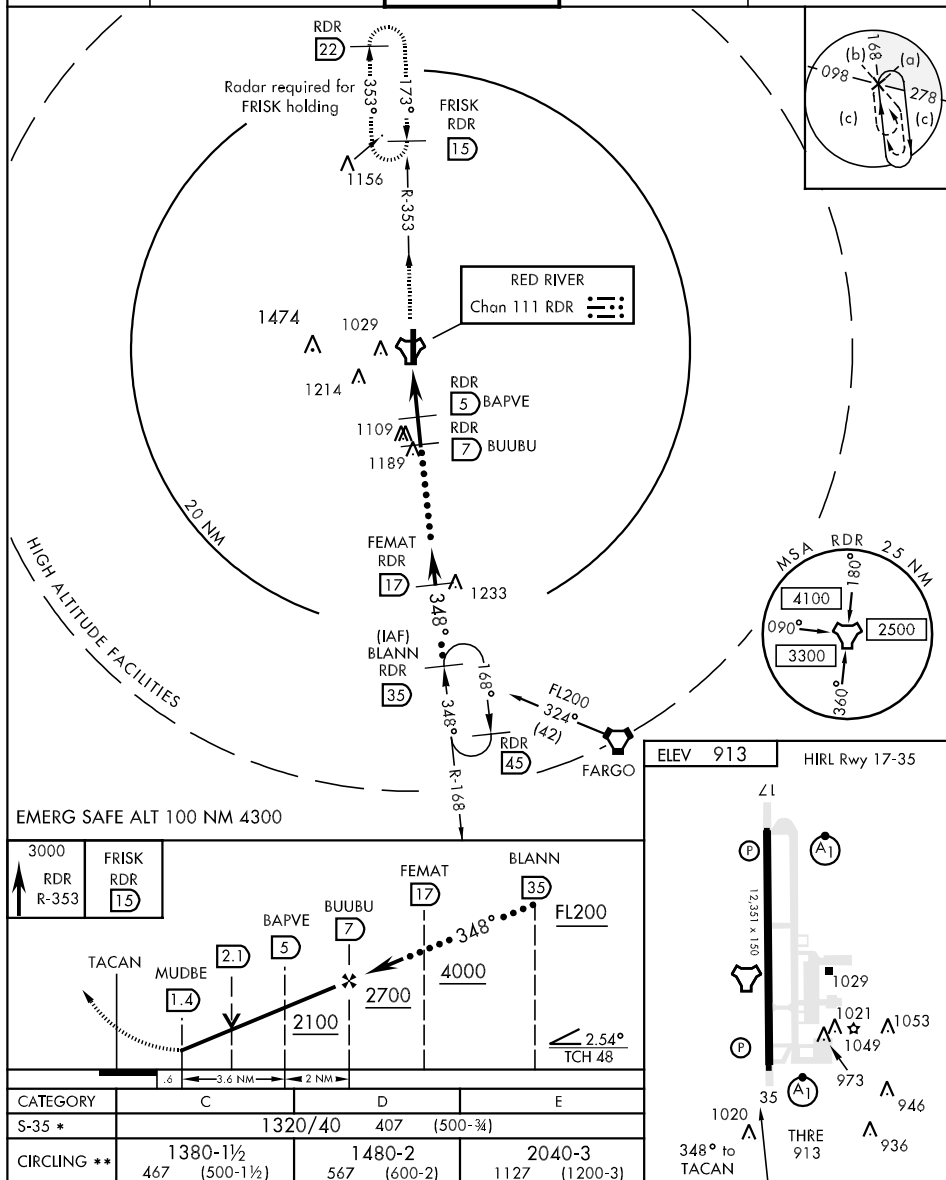 RDR
22
Radar required for
FRISK holding
353°
173°
FRISK
RDR
15
1156
R-353
168
(b)
(a)
098
278
(c)
(c)
RED RIVER
Chan 111 RDR
1474
1029
1214
RDR
5 BAPVE
1109
RDR
7 BUUBU
1189
20 NM
HIGH ALTITUDE FACILITIES
FEMAT
RDR
17
1233
348°
(IAF)
BLANN
RDR
35
168°
348°
RDR
45
R-168
FL200
324°
(42)
FARGO
MSA RDR 25 NM
180°
4100
090°
2500
3300
360°
EMERG SAFE ALT 100 NM 4300
ELEV 913
HIRL Rwy 17-35
17
P
A1
12,351 x 150
1029
1021
1053
1049
P
973
35
A1
946
1020
936
348° to
TACAN
THRE
913
3000
RDR
R-353
FRISK
RDR
15
TACAN
MUDBE
1.4
2.1
BAPVE
5
BUUBU
7
FEMAT
17
BLANN
35
FL200
348°
4000
2700
2100
2.54°
TCH 48
.6
3.6 NM
2 NM
CATEGORY C D E
S-35 * 1320/40 407 (500-¾)
CIRCLING ** 1380-1½ 1480-2 2040-3
467 (500-1½) 567 (600-2) 1127 (1200-3)